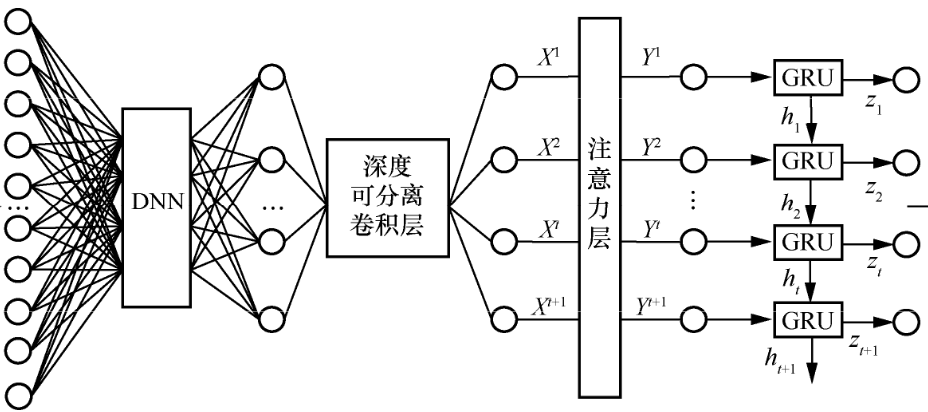 X¹ Y¹ GRU z₁
h₁
X² Y² GRU z₂
深度
可分离
卷积层
注意力层
DNN
…
…
⋮
h₂
Xᵗ Yᵗ GRU zₜ
hₜ
Xᵗ⁺¹ Yᵗ⁺¹ GRU zₜ₊₁
hₜ₊₁